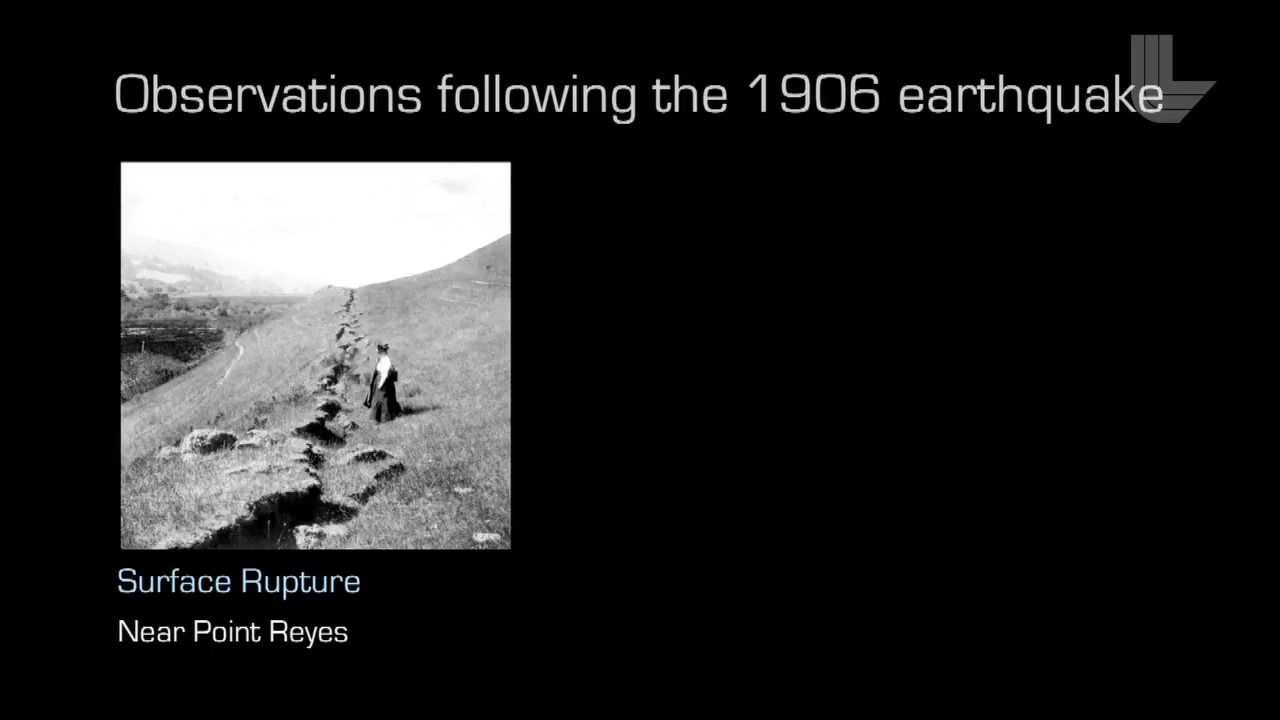 Observations following the 1906 earthquake
Surface Rupture
Near Point Reyes